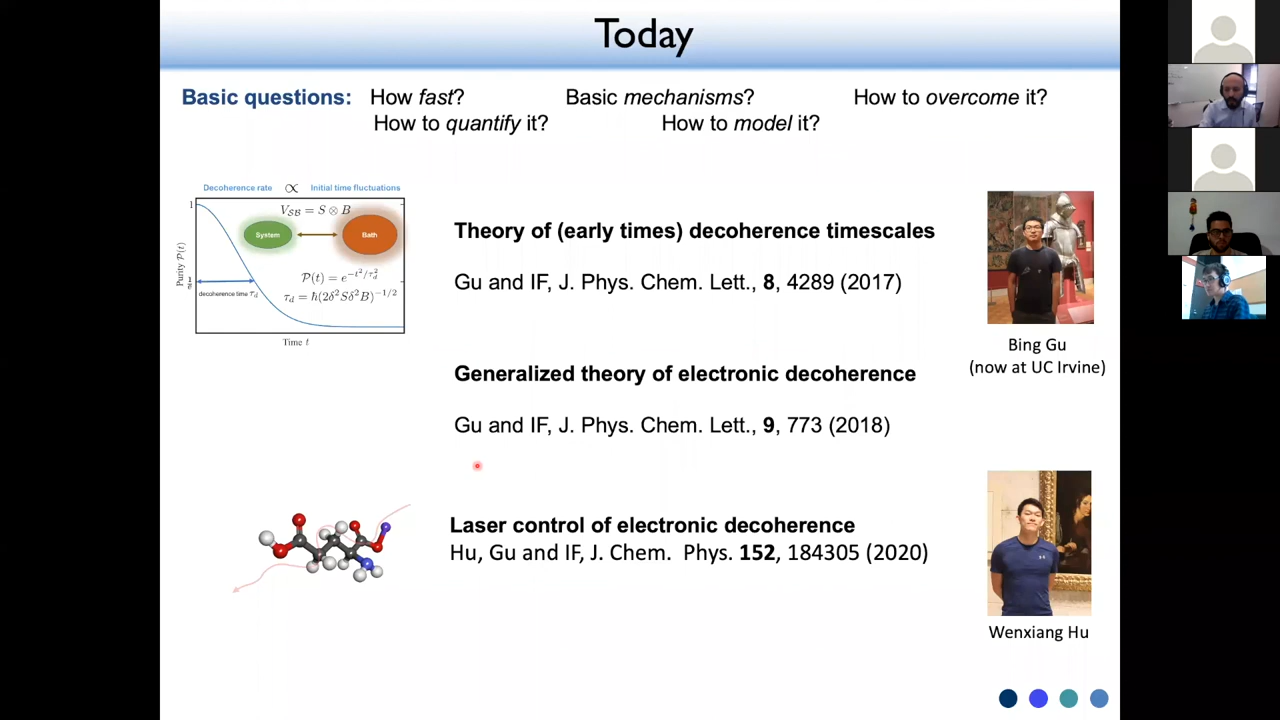 Today
Basic questions: How fast? Basic mechanisms? How to overcome it?
How to quantify it? How to model it?
Decoherence rate ∝ Initial time fluctuations
1
V_SB = S ⊗ B
System
Bath
Purity P(t)
P(t) = e^{-t²/τ_d²}
decoherence time τ_d
τ_d = ħ(2δ²Sδ²B)^{-1/2}
Time t
Theory of (early times) decoherence timescales
Gu and IF, J. Phys. Chem. Lett., 8, 4289 (2017)
Bing Gu
(now at UC Irvine)
Generalized theory of electronic decoherence
Gu and IF, J. Phys. Chem. Lett., 9, 773 (2018)
Laser control of electronic decoherence
Hu, Gu and IF, J. Chem. Phys. 152, 184305 (2020)
Wenxiang Hu